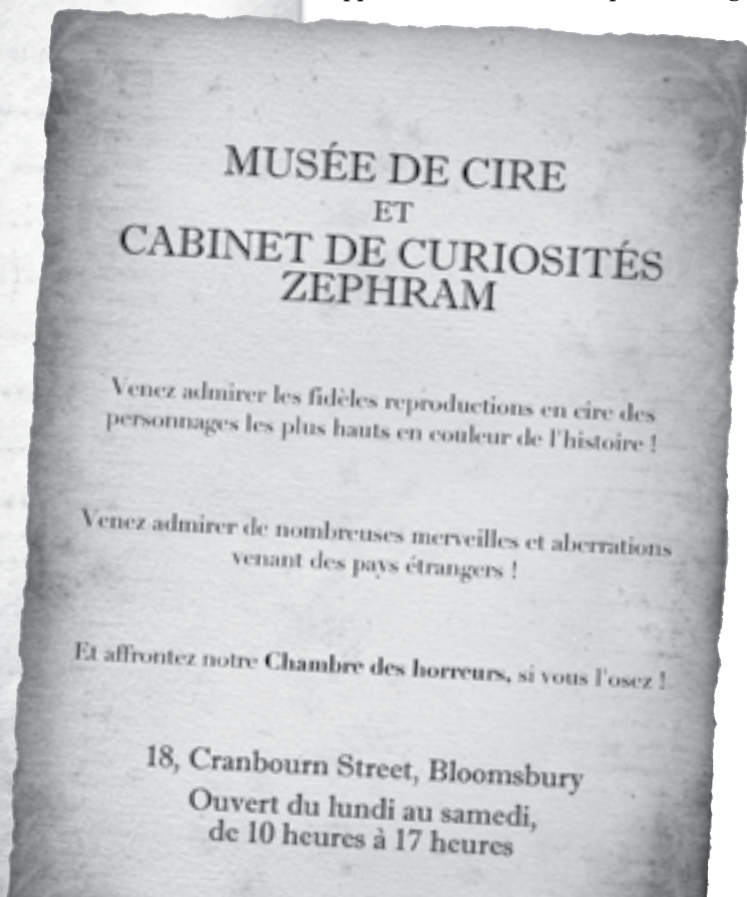 MUSÉE DE CIRE
ET
CABINET DE CURIOSITÉS
ZEPHRAM
Venez admirer les fidèles reproductions en cire des
personnages les plus hauts en couleur de l'histoire !
Venez admirer de nombreuses merveilles et aberrations
venant des pays étrangers !
Et affrontez notre Chambre des horreurs, si vous l'osez !
18, Cranbourn Street, Bloomsbury
Ouvert du lundi au samedi,
de 10 heures à 17 heures